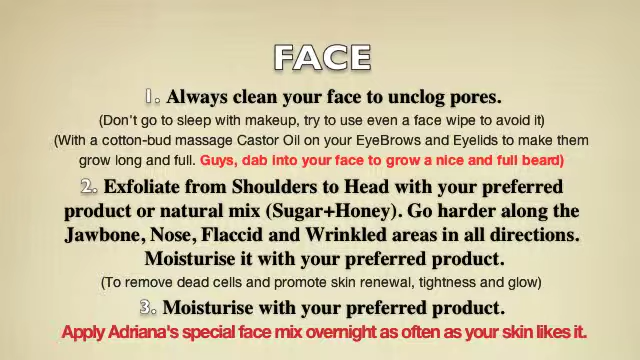 FACE
1. Always clean your face to unclog pores.
(Don't go to sleep with makeup, try to use even a face wipe to avoid it)
(With a cotton-bud massage Castor Oil on your EyeBrows and Eyelids to make them
grow long and full. Guys, dab into your face to grow a nice and full beard)
2. Exfoliate from Shoulders to Head with your preferred
product or natural mix (Sugar+Honey). Go harder along the
Jawbone, Nose, Flaccid and Wrinkled areas in all directions.
Moisturise it with your preferred product.
(To remove dead cells and promote skin renewal, tightness and glow)
3. Moisturise with your preferred product.
Apply Adriana's special face mix overnight as often as your skin likes it.